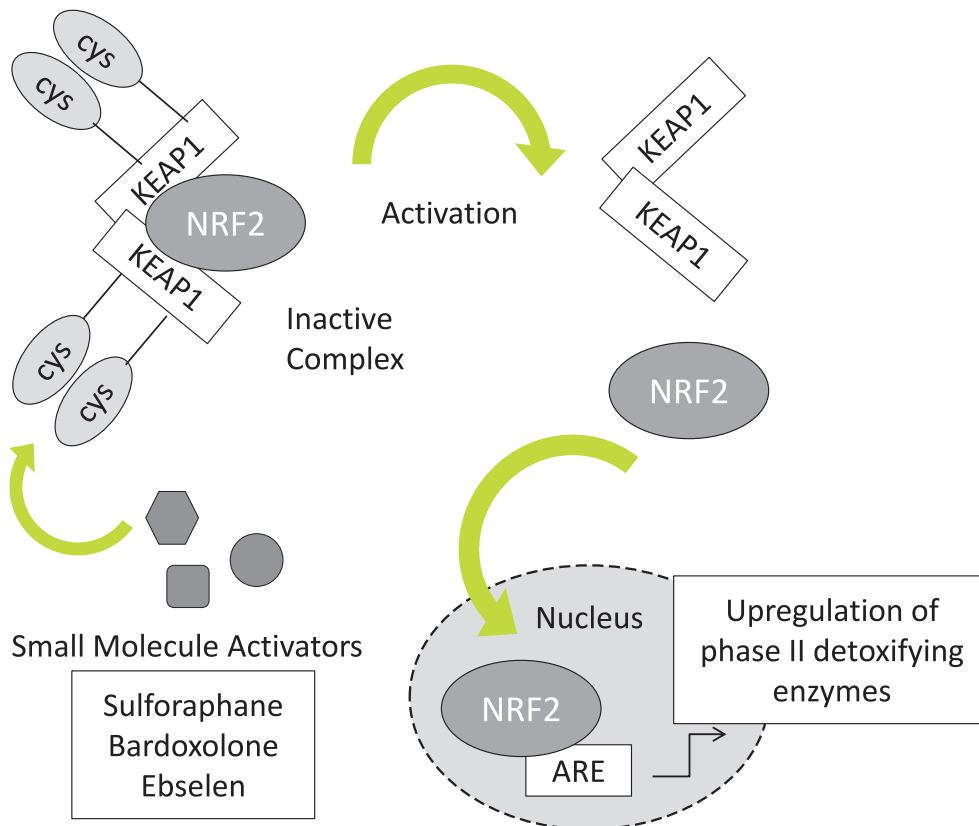 cys
cys
KEAP1
NRF2
KEAP1
cys
cys
Inactive
Complex
Activation
KEAP1
KEAP1
NRF2
Small Molecule Activators
Sulforaphane
Bardoxolone
Ebselen
Nucleus
NRF2
ARE
Upregulation of
phase II detoxifying
enzymes